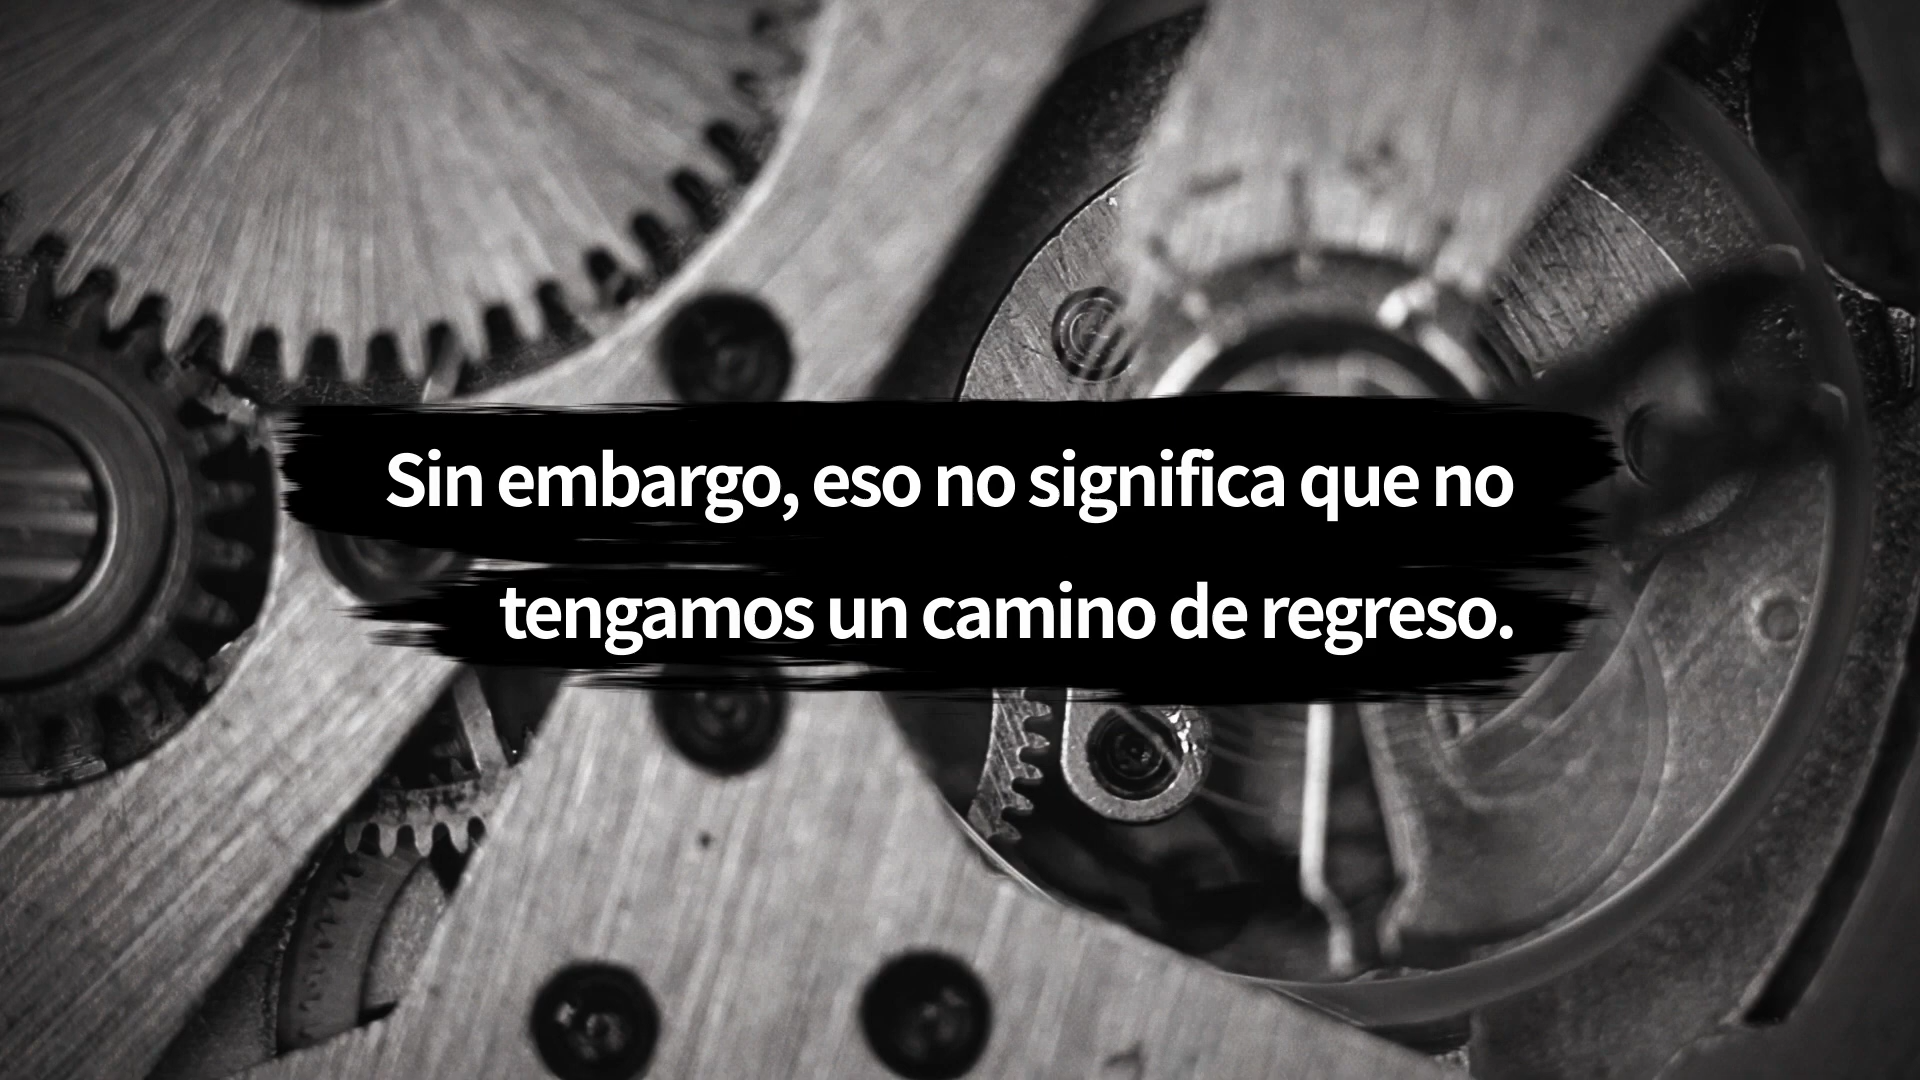 Sin embargo, eso no significa que no
tengamos un camino de regreso.